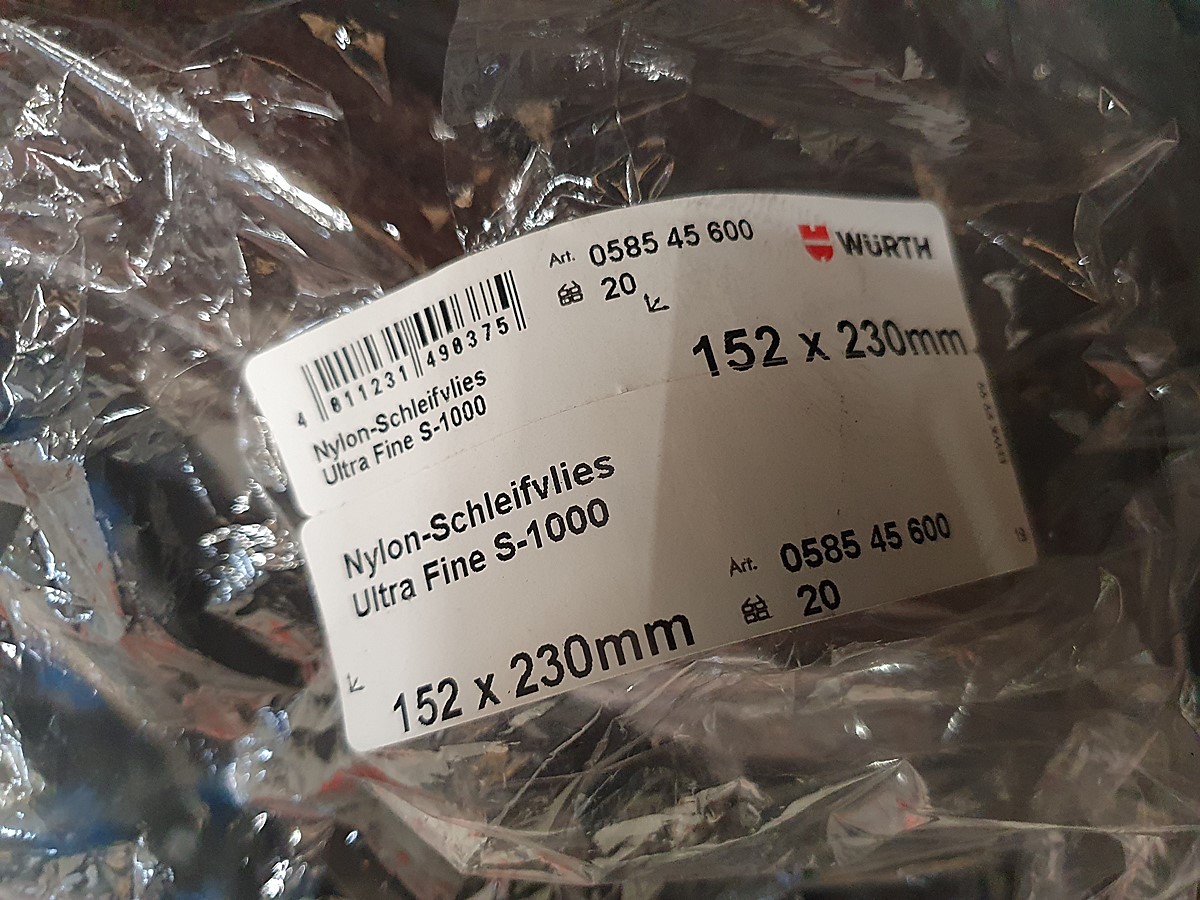 Art. 0585 45 600
WÜRTH
20
152 x 230mm
4 011231 498375
Nylon-Schleifvlies
Ultra Fine S-1000
Nylon-Schleifvlies
Ultra Fine S-1000
Art. 0585 45 600
20
152 x 230mm